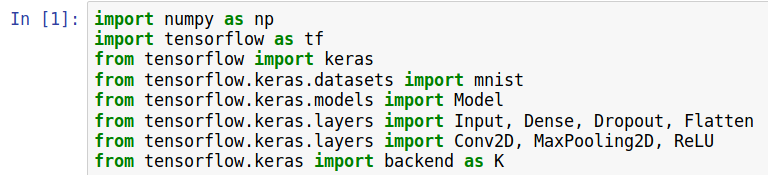 In [1]: import numpy as np
import tensorflow as tf
from tensorflow import keras
from tensorflow.keras.datasets import mnist
from tensorflow.keras.models import Model
from tensorflow.keras.layers import Input, Dense, Dropout, Flatten
from tensorflow.keras.layers import Conv2D, MaxPooling2D, ReLU
from tensorflow.keras import backend as K